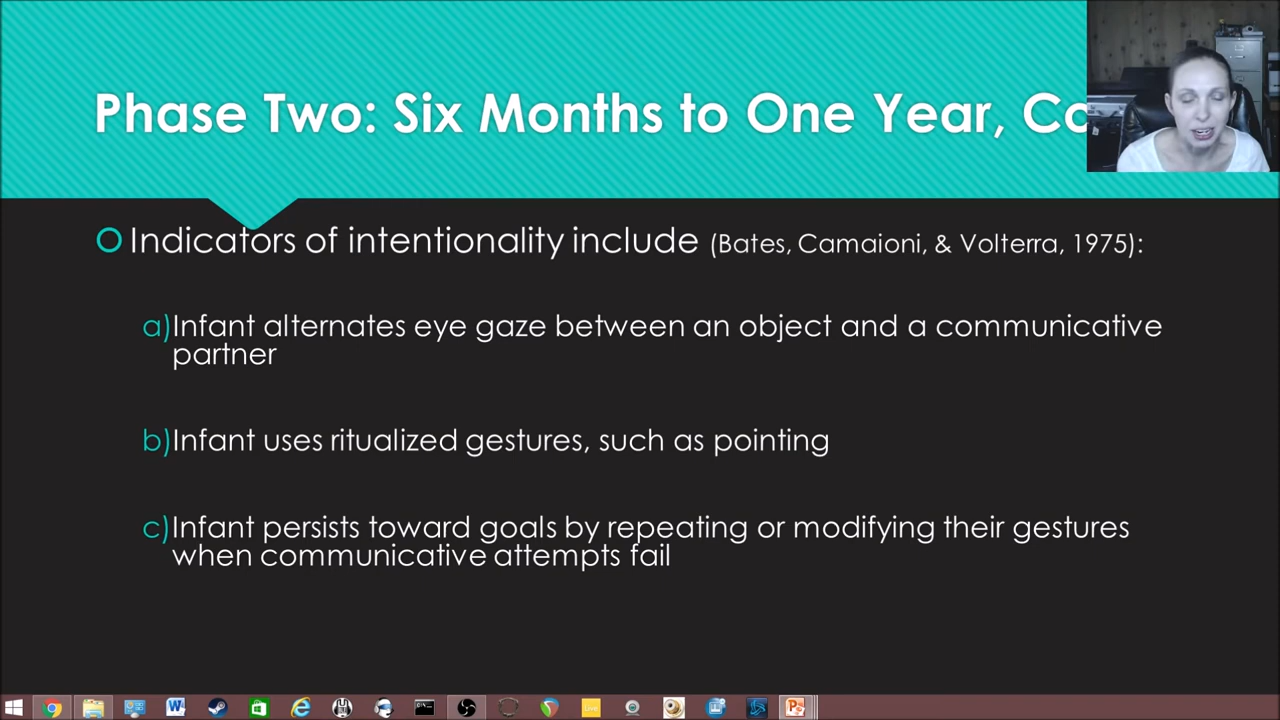 Phase Two: Six Months to One Year, Co
Indicators of intentionality include (Bates, Camaioni, & Volterra, 1975):
a)Infant alternates eye gaze between an object and a communicative
partner
b)Infant uses ritualized gestures, such as pointing
c)Infant persists toward goals by repeating or modifying their gestures
when communicative attempts fail